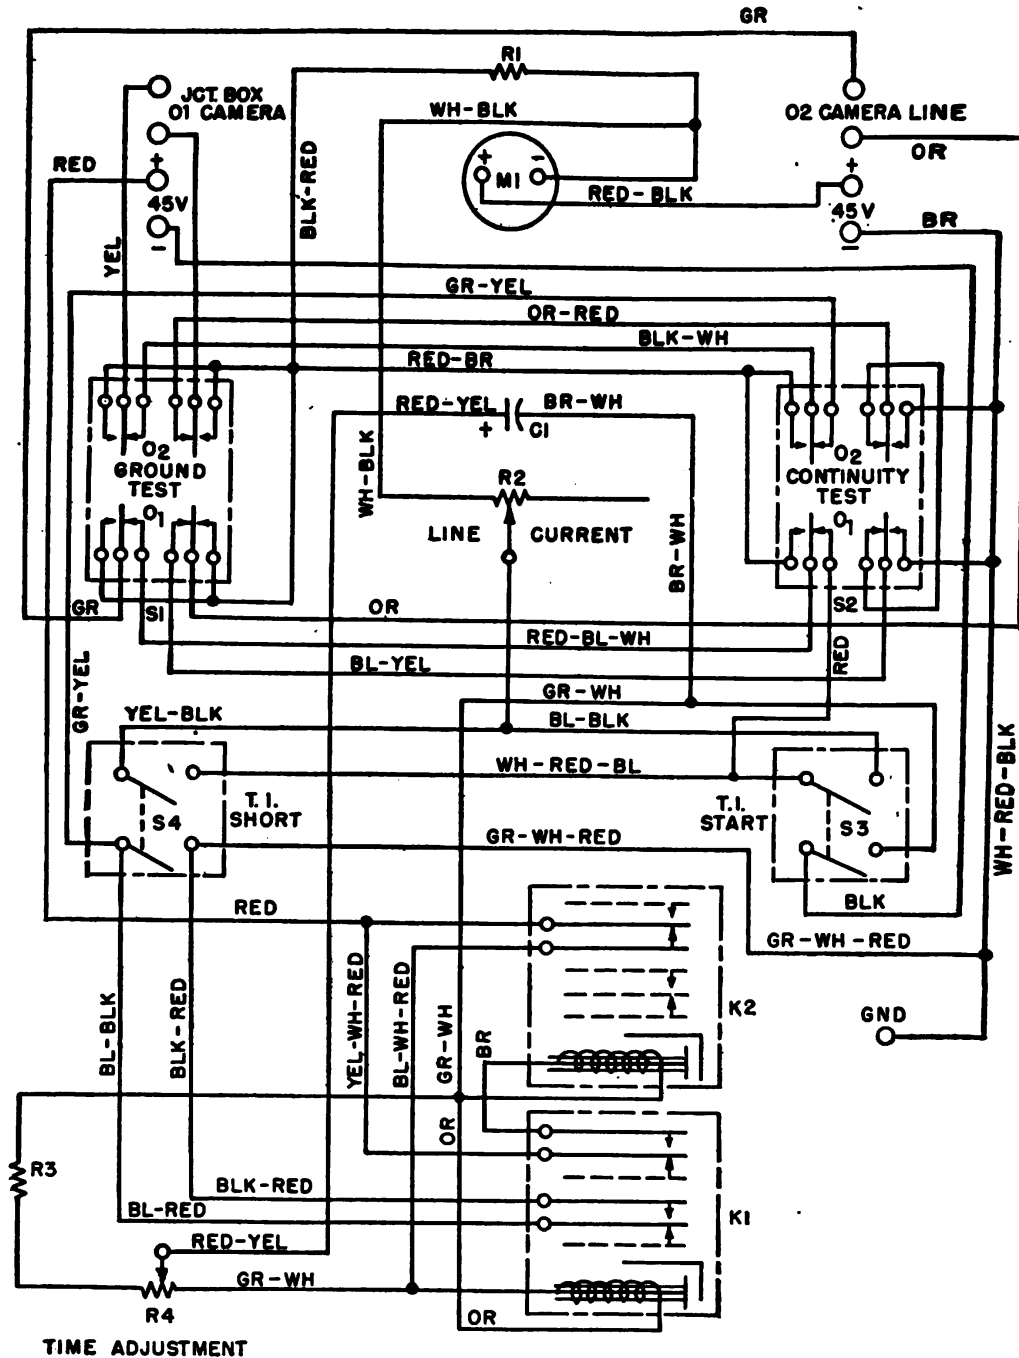 GR
R1
JCT. BOX
01 CAMERA
WH-BLK
02 CAMERA LINE
OR
RED
+
45V
-
BLK-RED
+ M1 -
RED-BLK
+
45V
-
BR
YEL
GR-YEL
OR-RED
BLK-WH
RED-BR
RED-YEL
+
C1
BR-WH
02
GROUND
TEST
01
WH-BLK
R2
LINE CURRENT
BR-WH
02
CONTINUITY
TEST
01
GR
S1
OR
S2
RED-BL-WH
RED
BL-YEL
GR-YEL
GR-WH
YEL-BLK
BL-BLK
WH-RED-BL
T. I.
SHORT
S4
T.I.
START
S3
WH-RED-BLK
GR-WH-RED
BLK
RED
GR-WH-RED
BL-BLK
BLK-RED
YEL-WH-RED
BL-WH-RED
GR-WH
BR
K2
GND
OR
R3
BLK-RED
BL-RED
K1
RED-YEL
GR-WH
R4
OR
TIME ADJUSTMENT